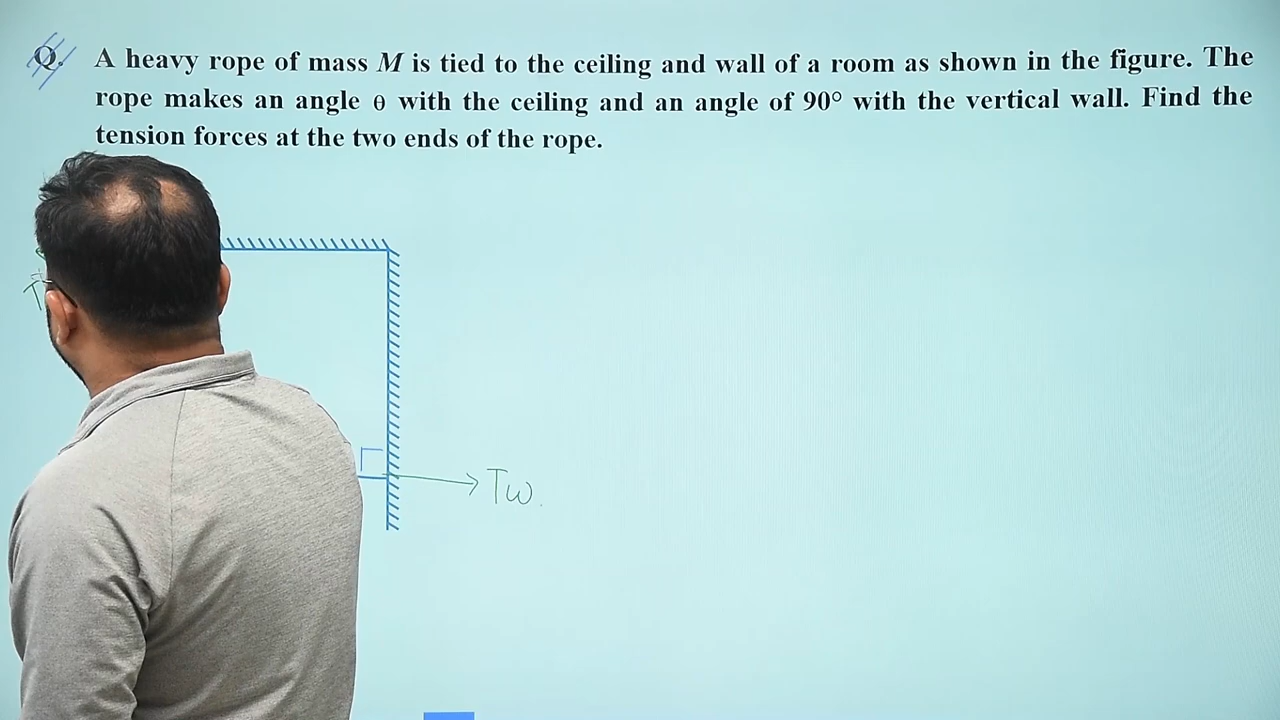 Q. A heavy rope of mass M is tied to the ceiling and wall of a room as shown in the figure. The
rope makes an angle θ with the ceiling and an angle of 90° with the vertical wall. Find the
tension forces at the two ends of the rope.
T
Tw